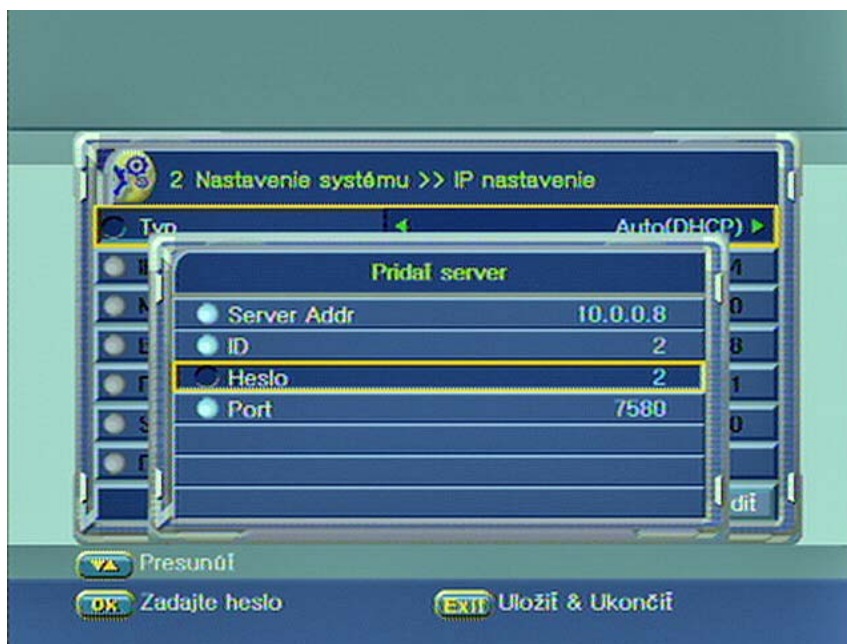 2 Nastavenie systému >> IP nastavenie
Typ Auto(DHCP)
Pridať server
Server Addr 10.0.0.8
ID 2
Heslo 2
Port 7580
Presunúť
OK Zadajte heslo
EXIT Uložiť & Ukončiť